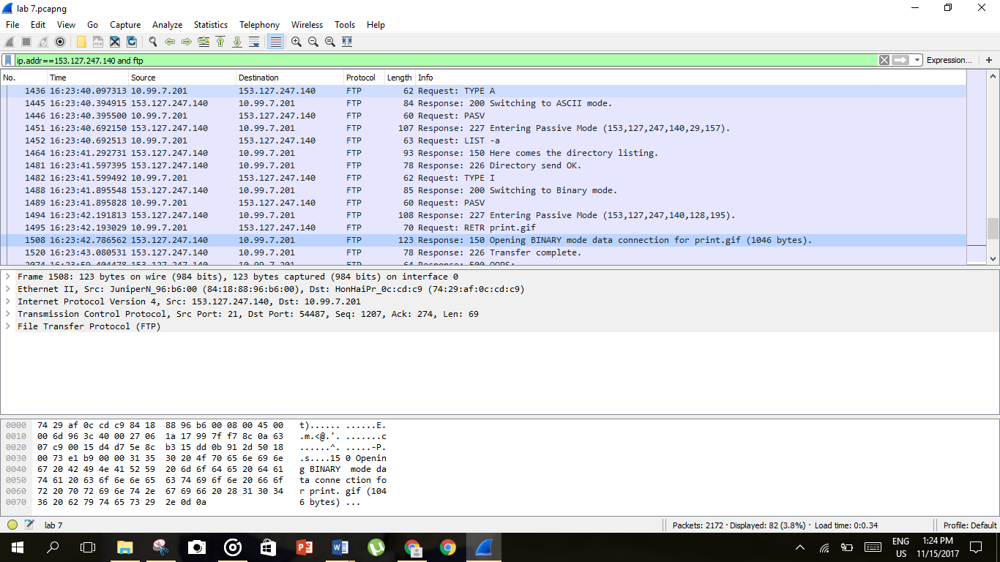 lab 7.pcapng
File Edit View Go Capture Analyze Statistics Telephony Wireless Tools Help
ip.addr==153.127.247.140 and ftp Expression... +
No. Time Source Destination Protocol Length Info
1436 16:23:40.097313 10.99.7.201 153.127.247.140 FTP 62 Request: TYPE A
1445 16:23:40.394915 153.127.247.140 10.99.7.201 FTP 84 Response: 200 Switching to ASCII mode.
1446 16:23:40.395500 10.99.7.201 153.127.247.140 FTP 60 Request: PASV
1451 16:23:40.692150 153.127.247.140 10.99.7.201 FTP 107 Response: 227 Entering Passive Mode (153,127,247,140,29,157).
1452 16:23:40.692513 10.99.7.201 153.127.247.140 FTP 63 Request: LIST -a
1464 16:23:41.292731 153.127.247.140 10.99.7.201 FTP 93 Response: 150 Here comes the directory listing.
1481 16:23:41.597395 153.127.247.140 10.99.7.201 FTP 78 Response: 226 Directory send OK.
1482 16:23:41.599492 10.99.7.201 153.127.247.140 FTP 62 Request: TYPE I
1488 16:23:41.895548 153.127.247.140 10.99.7.201 FTP 85 Response: 200 Switching to Binary mode.
1489 16:23:41.895828 10.99.7.201 153.127.247.140 FTP 60 Request: PASV
1494 16:23:42.191813 153.127.247.140 10.99.7.201 FTP 108 Response: 227 Entering Passive Mode (153,127,247,140,128,195).
1495 16:23:42.193029 10.99.7.201 153.127.247.140 FTP 70 Request: RETR print.gif
1508 16:23:42.786562 153.127.247.140 10.99.7.201 FTP 123 Response: 150 Opening BINARY mode data connection for print.gif (1046 bytes).
1520 16:23:43.080531 153.127.247.140 10.99.7.201 FTP 78 Response: 226 Transfer complete.
2074 16:23:59.404478 153.127.247.140 10.99.7.201 FTP 64 Response: 500 OOPS:
Frame 1508: 123 bytes on wire (984 bits), 123 bytes captured (984 bits) on interface 0
Ethernet II, Src: JuniperN_96:b6:00 (84:18:88:96:b6:00), Dst: HonHaiPr_0c:cd:c9 (74:29:af:0c:cd:c9)
Internet Protocol Version 4, Src: 153.127.247.140, Dst: 10.99.7.201
Transmission Control Protocol, Src Port: 21, Dst Port: 54487, Seq: 1207, Ack: 274, Len: 69
File Transfer Protocol (FTP)
0000 74 29 af 0c cd c9 84 18 88 96 b6 00 08 00 45 00 t)...... ......E.
0010 00 6d 96 3c 40 00 27 06 1a 17 99 7f f7 8c 0a 63 .m.<@.'. .......c
0020 07 c9 00 15 d4 d7 5e 8c b3 15 dd 0b 91 2d 50 18 ......^. .....-P.
0030 00 73 e1 b9 00 00 31 35 30 20 4f 70 65 6e 69 6e .s....15 0 Openin
0040 67 20 42 49 4e 41 52 59 20 6d 6f 64 65 20 64 61 g BINARY mode da
0050 74 61 20 63 6f 6e 6e 65 63 74 69 6f 6e 20 66 6f ta conne ction fo
0060 72 20 70 72 69 6e 74 2e 67 69 66 20 28 31 30 34 r print. gif (104
0070 36 20 62 79 74 65 73 29 2e 0d 0a 6 bytes) ...
lab 7 Packets: 2172 · Displayed: 82 (3.8%) · Load time: 0:0.34 Profile: Default
ENG 1:24 PM
US 11/15/2017